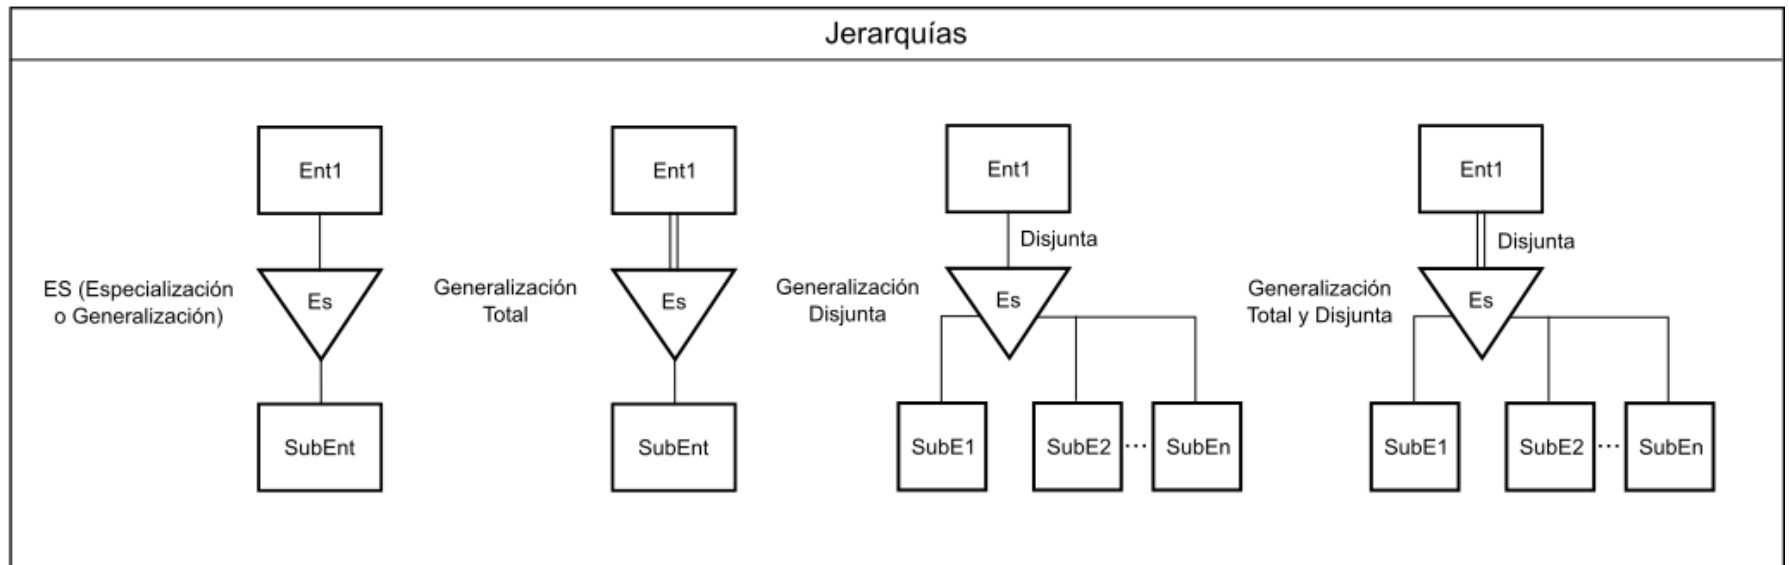 Jerarquías
Ent1
Es
SubEnt
ES (Especialización
o Generalización)
Ent1
Es
SubEnt
Generalización
Total
Ent1
Disjunta
Es
Generalización
Disjunta
SubE1
SubE2
...
SubEn
Ent1
Disjunta
Es
Generalización
Total y Disjunta
SubE1
SubE2
...
SubEn